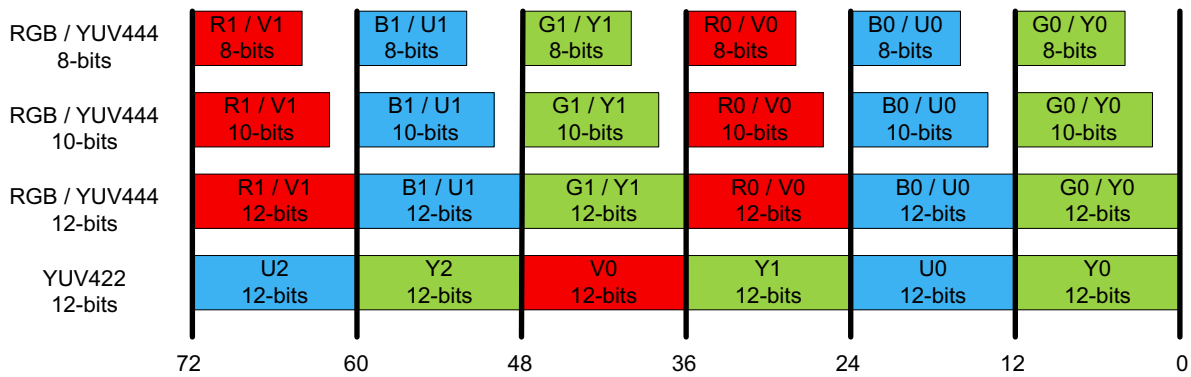 RGB / YUV444
8-bits
R1 / V1
8-bits
B1 / U1
8-bits
G1 / Y1
8-bits
R0 / V0
8-bits
B0 / U0
8-bits
G0 / Y0
8-bits
RGB / YUV444
10-bits
R1 / V1
10-bits
B1 / U1
10-bits
G1 / Y1
10-bits
R0 / V0
10-bits
B0 / U0
10-bits
G0 / Y0
10-bits
RGB / YUV444
12-bits
R1 / V1
12-bits
B1 / U1
12-bits
G1 / Y1
12-bits
R0 / V0
12-bits
B0 / U0
12-bits
G0 / Y0
12-bits
YUV422
12-bits
U2
12-bits
Y2
12-bits
V0
12-bits
Y1
12-bits
U0
12-bits
Y0
12-bits
72 60 48 36 24 12 0